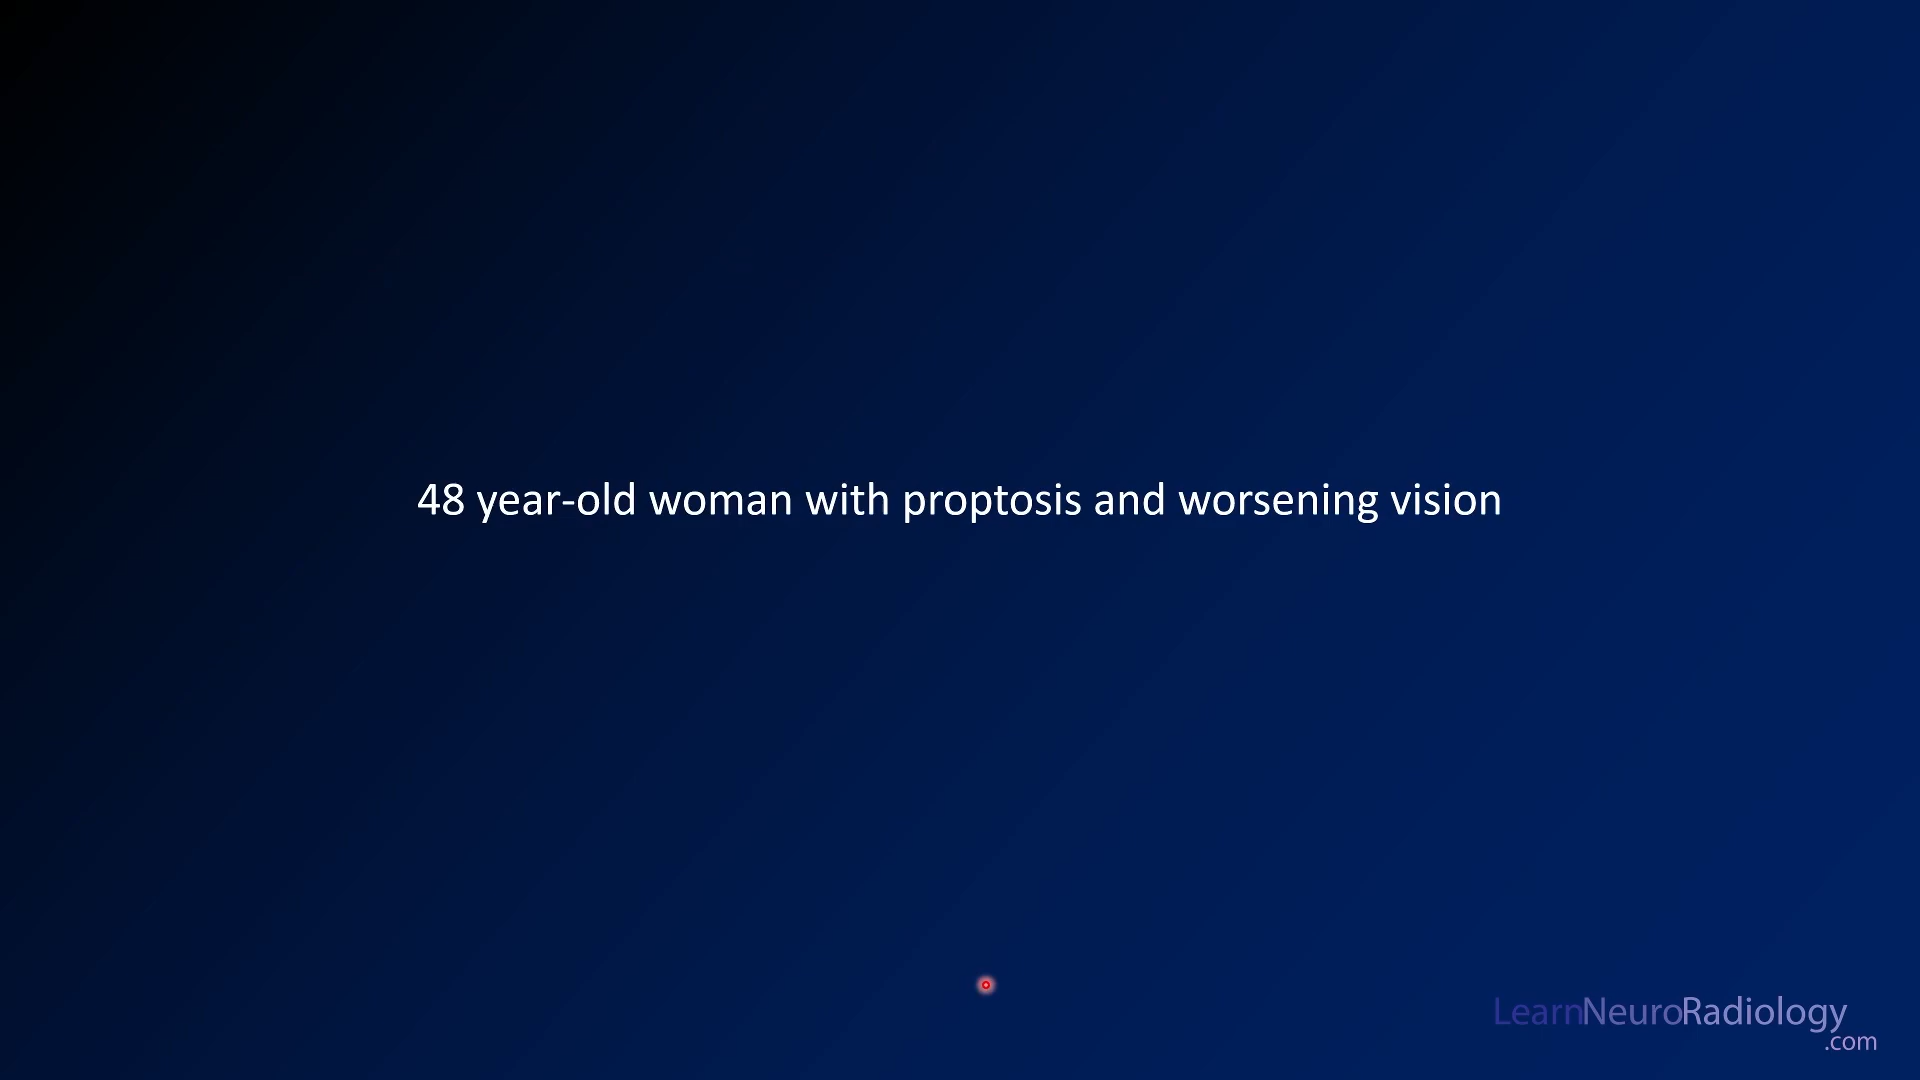 48 year-old woman with proptosis and worsening vision
LearnNeuroRadiology
.com